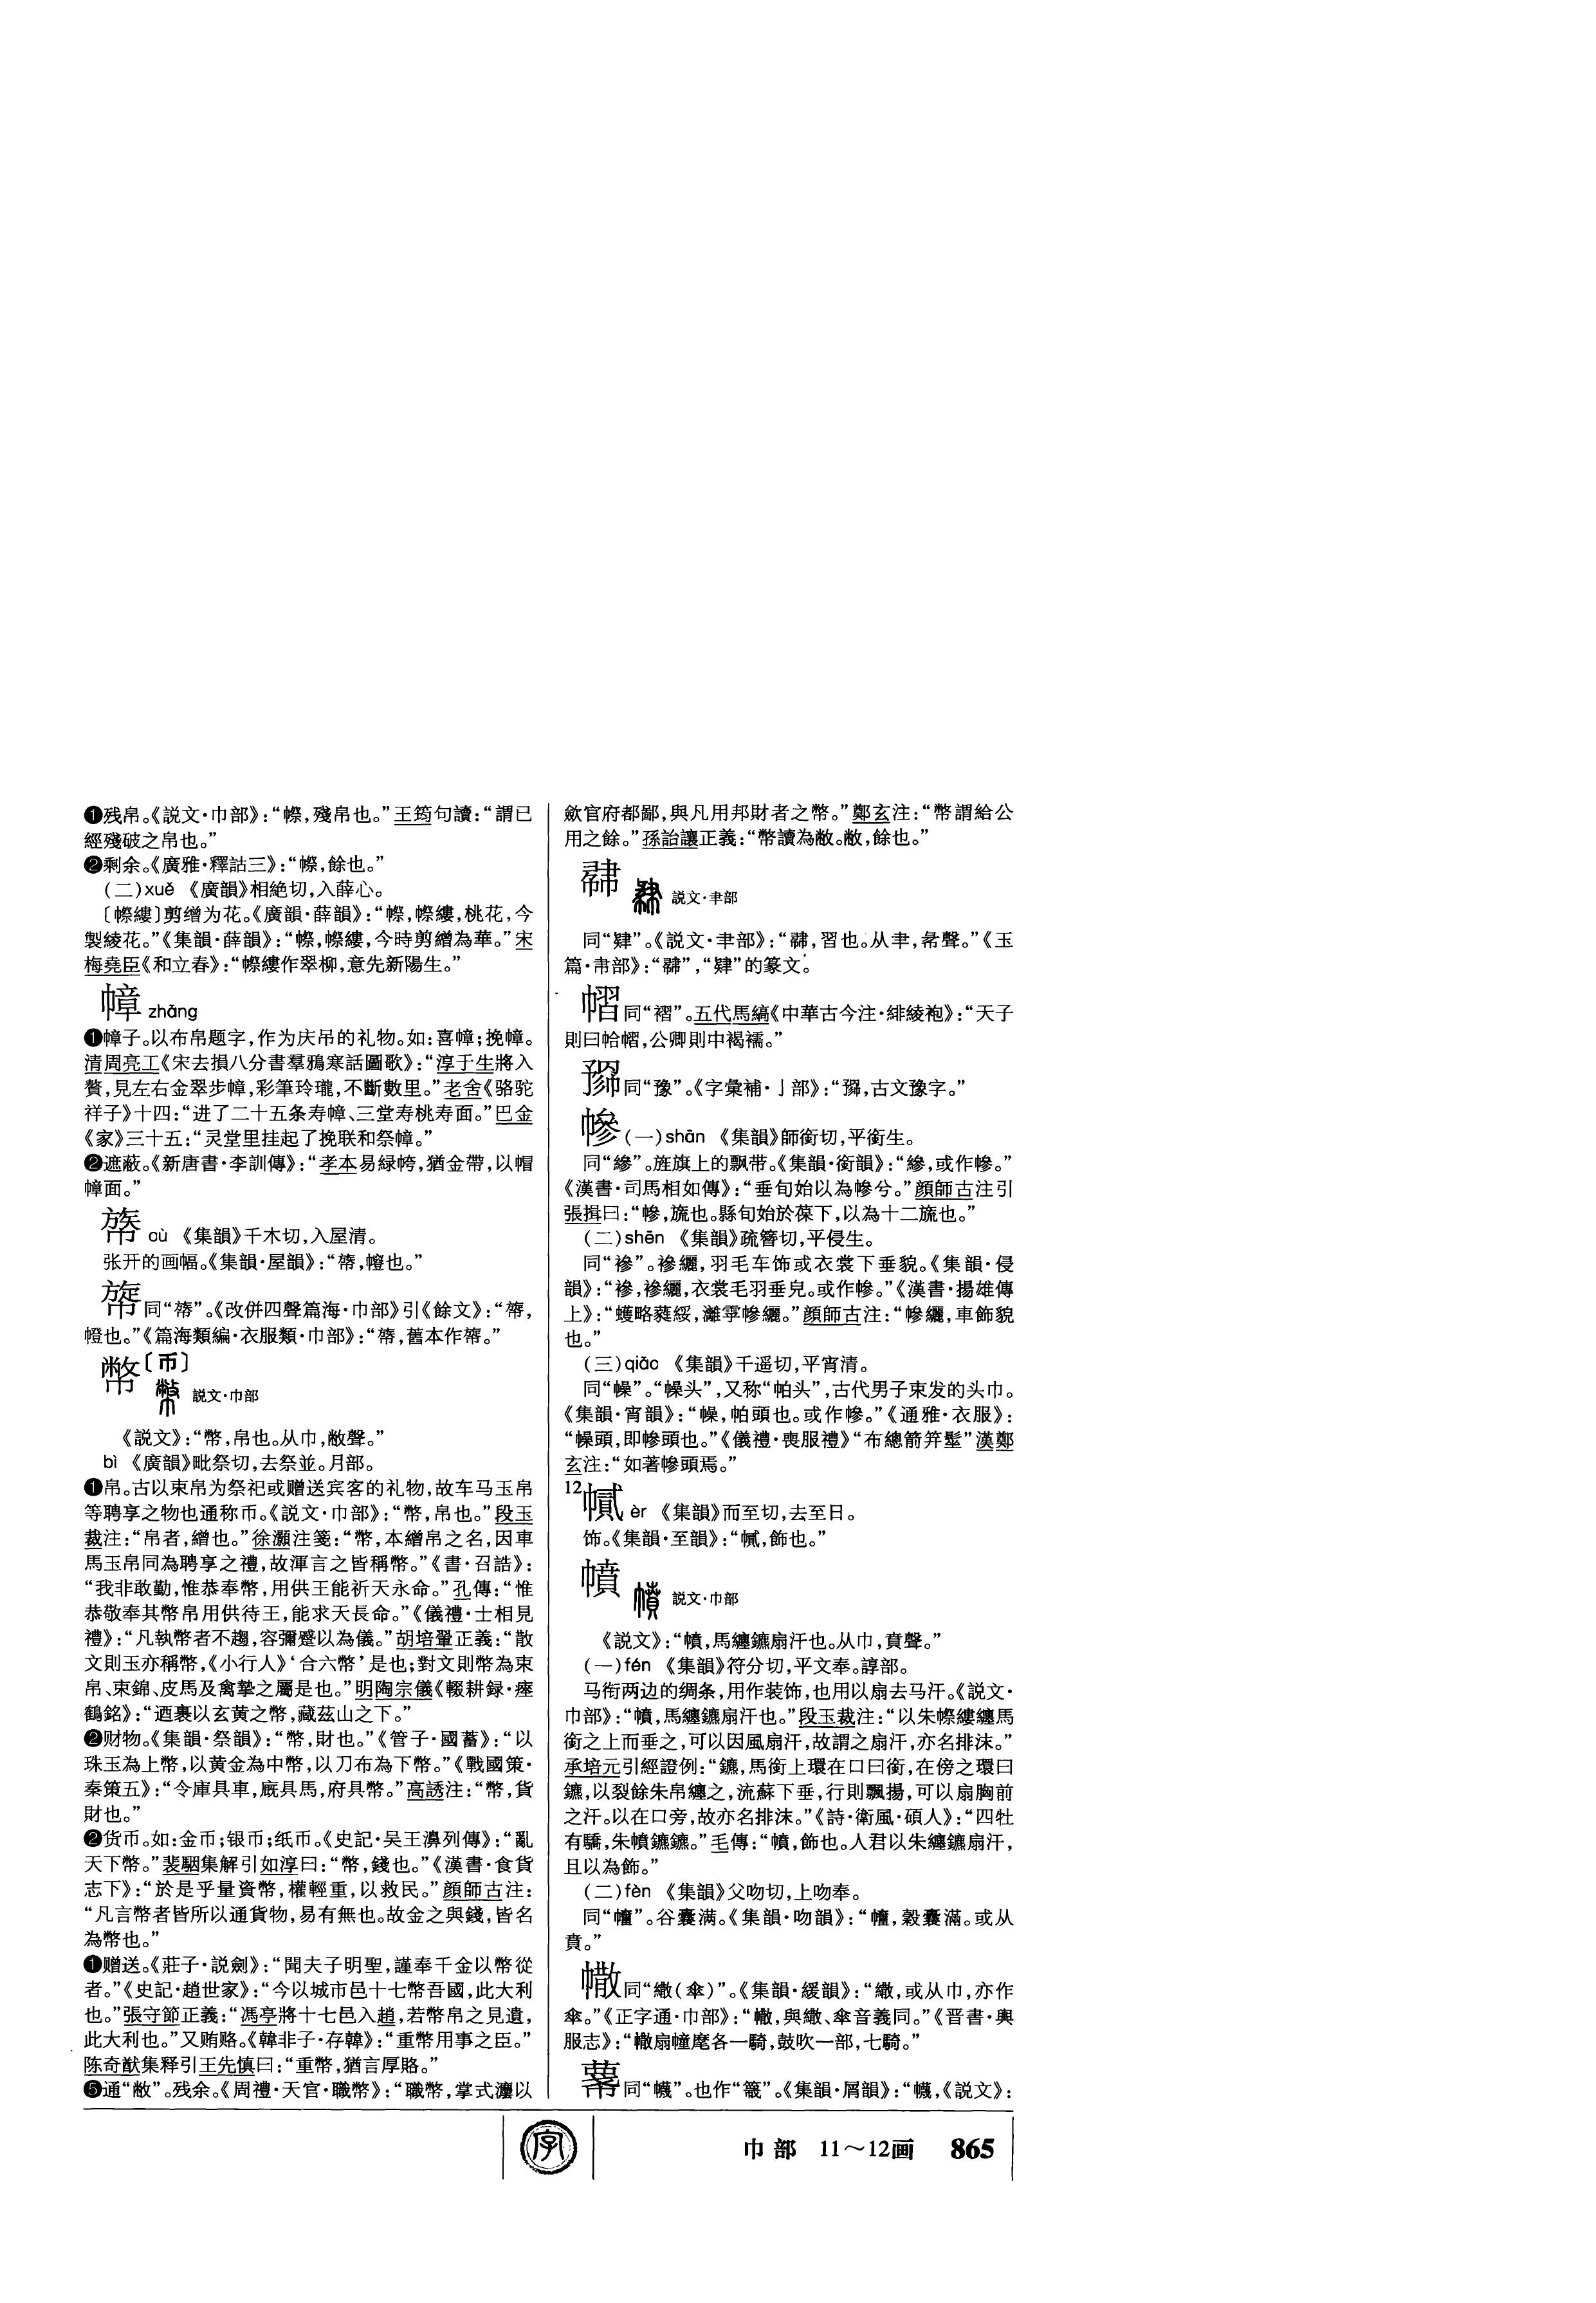 ❶残帛。《説文·巾部》：“㡜，殘帛也。”王筠句讀：“謂已
經殘破之帛也。”
❷剩余。《廣雅·釋詁三》：“㡜，餘也。”
（二）xuě 《廣韻》相絶切，入薛心。
〔㡜縷〕剪缯为花。《廣韻·薛韻》：“㡜，㡜縷，桃花，今
製綾花。”《集韻·薛韻》：“㡜，㡜縷，今時剪繒為華。”宋
梅堯臣《和立春》：“㡜縷作翠柳，意先新陽生。”
幛 zhāng
❶幛子。以布帛题字，作为庆吊的礼物。如：喜幛；挽幛。
清周亮工《宋去損八分書羣鴉寒話圖歌》：“淳于生將入
贅，見左右金翠步幛，彩筆玲瓏，不斷數里。”老舍《骆驼
祥子》十四：“进了二十五条寿幛、三堂寿桃寿面。”巴金
《家》三十五：“灵堂里挂起了挽联和祭幛。”
❷遮蔽。《新唐書·李訓傳》：“孝本易緑㡁，猶金帶，以帽
幛面。”
cù 《集韻》千木切，入屋清。
张开的画幅。《集韻·屋韻》：“，也。”
同“”。《改併四聲篇海·巾部》引《餘文》：“，
也。”《篇海類編·衣服類·巾部》：“，舊本作。”
幣〔币〕
説文·巾部
《説文》：“幣，帛也。从巾，敝聲。”
bì 《廣韻》毗祭切，去祭並。月部。
❶帛。古以束帛为祭祀或赠送宾客的礼物，故车马玉帛
等聘享之物也通称币。《説文·巾部》：“幣，帛也。”段玉
裁注：“帛者，繒也。”徐灝注箋：“幣，本繒帛之名，因車
馬玉帛同為聘享之禮，故渾言之皆稱幣。”《書·召誥》：
“我非敢勤，惟恭奉幣，用供王能祈天永命。”孔傳：“惟
恭敬奉其幣帛用供待王，能求天長命。”《儀禮·士相見
禮》：“凡執幣者不趨，容彌蹙以為儀。”胡培翬正義：“散
文則玉亦稱幣，《小行人》‘合六幣’是也；對文則幣為束
帛、束錦、皮馬及禽摯之屬是也。”明陶宗儀《輟耕録·瘞
鶴銘》：“迺裹以玄黃之幣，藏茲山之下。”
❷财物。《集韻·祭韻》：“幣，財也。”《管子·國蓄》：“以
珠玉為上幣，以黄金為中幣，以刀布為下幣。”《戰國策·
秦策五》：“令庫具車，廐具馬，府具幣。”高誘注：“幣，貨
財也。”
❷货币。如：金币；银币；纸币。《史記·吴王濞列傳》：“亂
天下幣。”裴駰集解引如淳曰：“幣，錢也。”《漢書·食貨
志下》：“於是乎量資幣，權輕重，以救民。”顔師古注：
“凡言幣者皆所以通貨物，易有無也。故金之與錢，皆名
為幣也。”
❶赠送。《莊子·説劍》：“聞夫子明聖，謹奉千金以幣從
者。”《史記·趙世家》：“今以城市邑十七幣吾國，此大利
也。”張守節正義：“馮亭將十七邑入趙，若幣帛之見遺，
此大利也。”又贿赂。《韓非子·存韓》：“重幣用事之臣。”
陈奇猷集释引王先慎曰：“重幣，猶言厚賂。”
❺通“敝”。残余。《周禮·天官·職幣》：“職幣，掌式灋以
斂官府都鄙，與凡用邦財者之幣。”鄭玄注：“幣謂給公
用之餘。”孫詒讓正義：“幣讀為敝。敝，餘也。”
説文·𦘒部
同“肄”。《説文·𦘒部》：“，習也。从𦘒，㣇聲。”《玉
篇·帇部》：“”，“肄”的篆文。
㡇同“褶”。五代馬縞《中華古今注·緋綾袍》：“天子
則曰帢㡇，公卿則中褐襦。”
同“豫”。《字彙補·亅部》：“，古文豫字。”
幓（一）shān 《集韻》師銜切，平銜生。
同“縿”。旌旗上的飘带。《集韻·銜韻》：“縿，或作幓。”
《漢書·司馬相如傳》：“垂旬始以為幓兮。”顔師古注引
張揖曰：“幓，旒也。縣旬始於葆下，以為十二旒也。”
（二）shēn 《集韻》疏簪切，平侵生。
同“襂”。襂纚，羽毛车饰或衣裳下垂貌。《集韻·侵
韻》：“襂，襂纚，衣裳毛羽垂皃。或作幓。”《漢書·揚雄傳
上》：“蠖略蕤綏，灕虖幓纚。”顔師古注：“幓纚，車飾貌
也。”
（三）qiāo 《集韻》千遥切，平宵清。
同“幧”。“幧头”，又称“帕头”，古代男子束发的头巾。
《集韻·宵韻》：“幧，帕頭也。或作幓。”《通雅·衣服》：
“幧頭，即幓頭也。”《儀禮·喪服禮》“布總箭笄髽”漢鄭
玄注：“如著幓頭焉。”
12 èr 《集韻》而至切，去至日。
饰。《集韻·至韻》：“，飾也。”
幩 説文·巾部
《説文》：“幩，馬纏鑣扇汗也。从巾，賁聲。”
（一）fén 《集韻》符分切，平文奉。諄部。
马衔两边的绸条，用作装饰，也用以扇去马汗。《説文·
巾部》：“幩，馬纏鑣扇汗也。”段玉裁注：“以朱㡜縷纏馬
銜之上而垂之，可以因風扇汗，故謂之扇汗，亦名排沫。”
承培元引經證例：“鑣，馬銜上環在口曰銜，在傍之環曰
鑣，以裂餘朱帛纏之，流蘇下垂，行則飄揚，可以扇胸前
之汗。以在口旁，故亦名排沫。”《詩·衛風·碩人》：“四牡
有驕，朱幩鑣鑣。”毛傳：“幩，飾也。人君以朱纏鑣扇汗，
且以為飾。”
（二）fèn 《集韻》父吻切，上吻奉。
同“”。谷囊满。《集韻·吻韻》：“，穀囊滿。或从
賁。”
㡧同“繖（傘）”。《集韻·緩韻》：“繖，或从巾，亦作
傘。”《正字通·巾部》：“㡧，與繖、傘音義同。”《晋書·輿
服志》：“㡧扇幢麾各一騎，鼓吹一部，七騎。”
同“幭”。也作“𥸴”。《集韻·屑韻》：“幭，《説文》：
字
巾部 11～12画 865